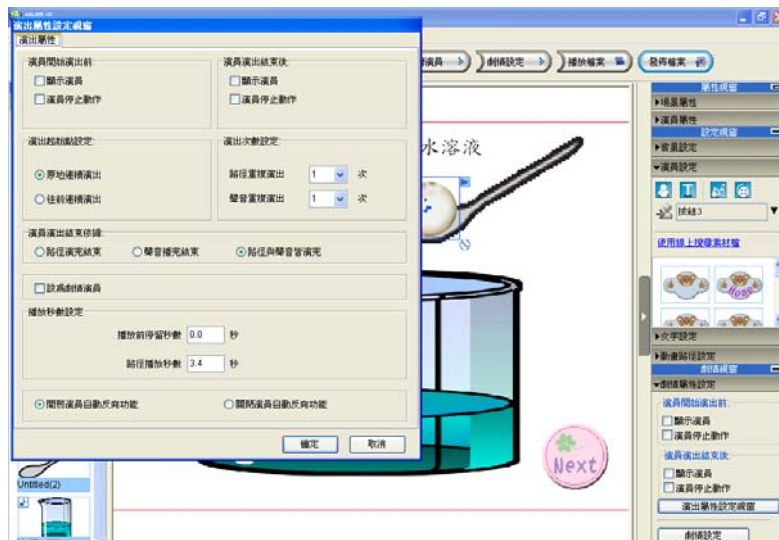 演出屬性設定視窗
演出屬性
演員開始演出前:
顯示演員
演員停止動作
演員演出結束後:
顯示演員
演員停止動作
演出起始點設定:
原地連續演出
往前連續演出
演出次數設定:
路徑重複演出 1 次
聲音重複演出 1 次
演員演出結束依據:
路徑演完結束 聲音播完結束 路徑與聲音皆演完
設為劇情演員
播放秒數設定
播放前停留秒數 0.0 秒
路徑播放秒數 3.4 秒
開啓演員自動反向功能 關閉演員自動反向功能
確定 取消
演員 劇情設定 播放檔案 發佈檔案
水溶液
Next
Untitled(2)
屬性視窗
場景屬性
演員屬性
設定視窗
背景設定
演員設定
按鈕3
使用線上搜尋素材檔
Home
文字設定
動畫路徑設定
劇情視窗
劇情屬性設定
演員開始演出前:
顯示演員
演員停止動作
演員演出結束後:
顯示演員
演員停止動作
演出屬性設定視窗
劇情設定